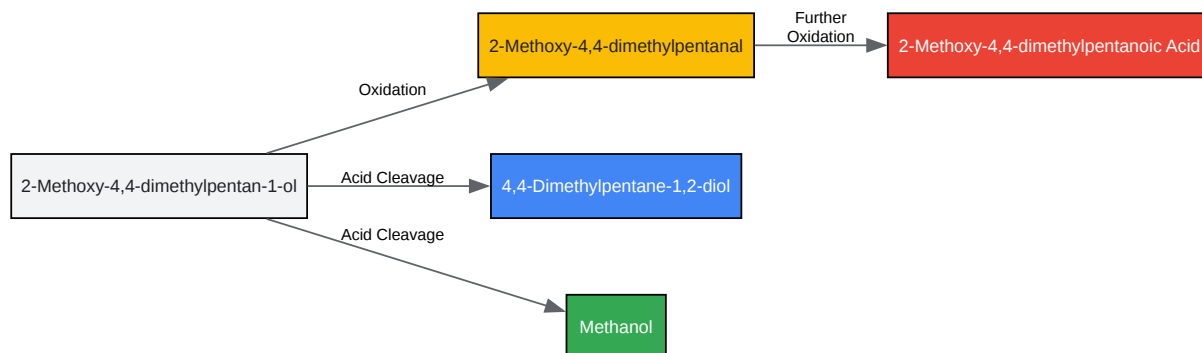 Further
Oxidation
2-Methoxy-4,4-dimethylpentanal
2-Methoxy-4,4-dimethylpentanoic Acid
Oxidation
2-Methoxy-4,4-dimethylpentan-1-ol
Acid Cleavage
4,4-Dimethylpentane-1,2-diol
Acid Cleavage
Methanol